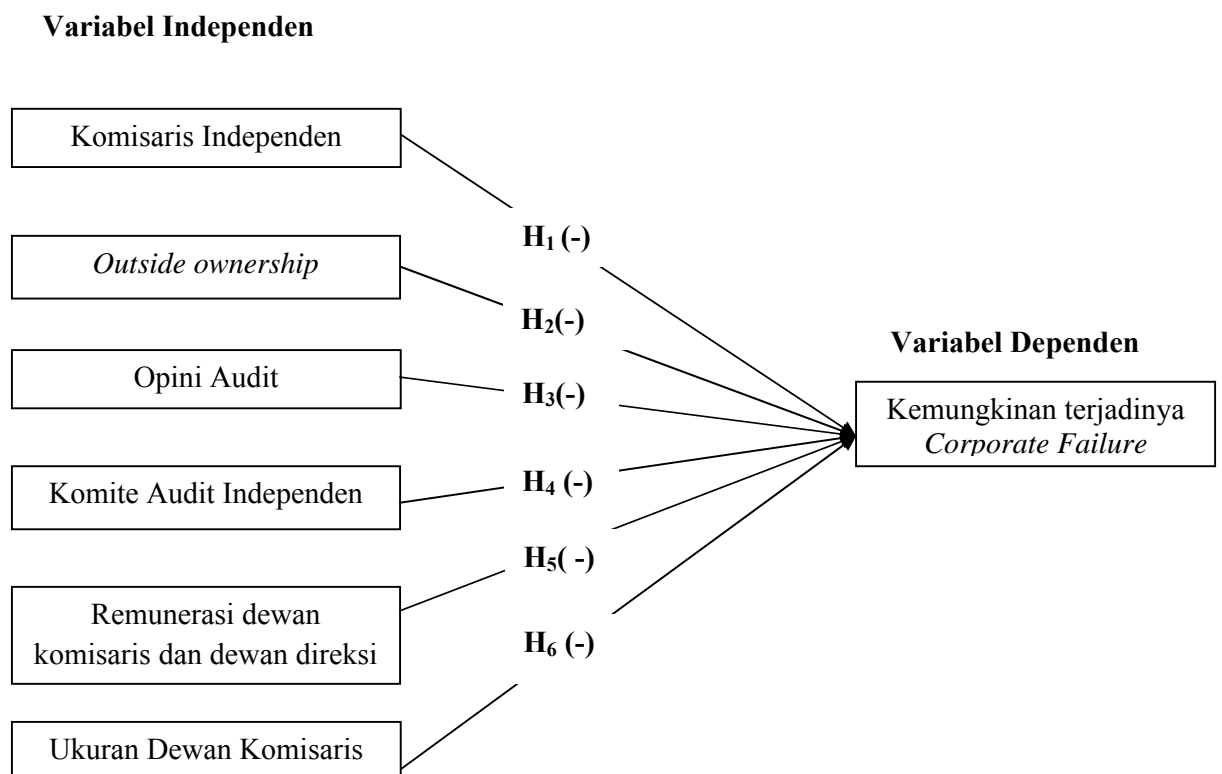 Variabel Independen
Komisaris Independen
H₁ (-)
Outside ownership
H₂(-)
Variabel Dependen
Opini Audit
H₃(-)
Kemungkinan terjadinya
Corporate Failure
Komite Audit Independen
H₄ (-)
H₅( -)
Remunerasi dewan
komisaris dan dewan direksi
H₆ (-)
Ukuran Dewan Komisaris